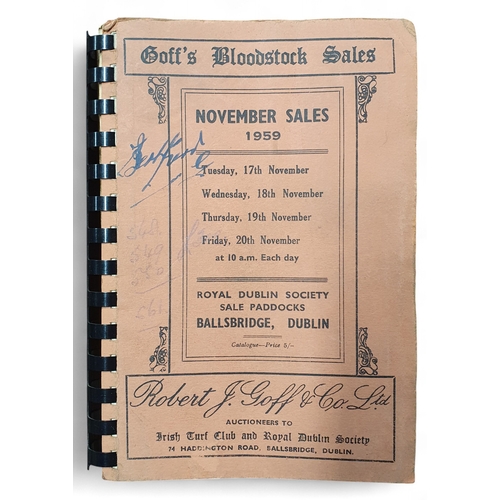 Goff's Bloodstock Sales
NOVEMBER SALES
1959
Tuesday, 17th November
Wednesday, 18th November
Thursday, 19th November
Friday, 20th November
at 10 a.m. Each day
ROYAL DUBLIN SOCIETY
SALE PADDOCKS
BALLSBRIDGE, DUBLIN
Catalogue—Price 5/-
Robert J. Goff & Co. Ltd
AUCTIONEERS TO
Irish Turf Club and Royal Dublin Society
74 HADDINGTON ROAD, BALLSBRIDGE, DUBLIN.